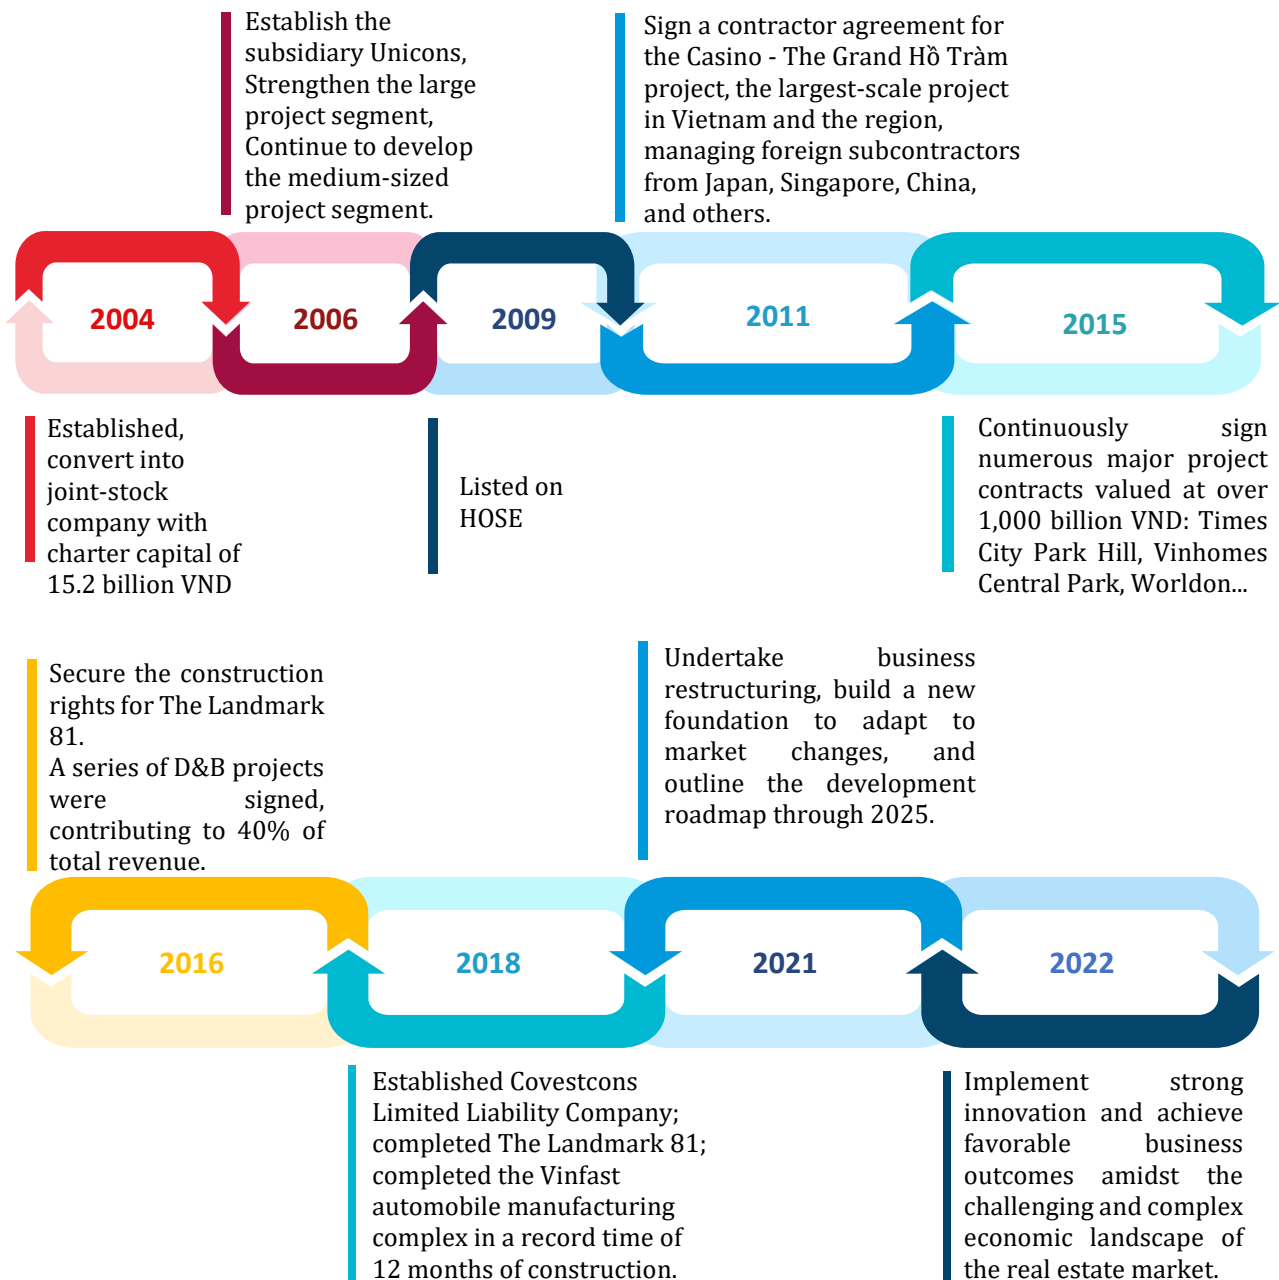 Establish the
subsidiary Unicons,
Strengthen the large
project segment,
Continue to develop
the medium-sized
project segment.
Sign a contractor agreement for
the Casino - The Grand Hồ Tràm
project, the largest-scale project
in Vietnam and the region,
managing foreign subcontractors
from Japan, Singapore, China,
and others.
2004
2006
2009
2011
2015
Established,
convert into
joint-stock
company with
charter capital of
15.2 billion VND
Listed on
HOSE
Continuously sign
numerous major project
contracts valued at over
1,000 billion VND: Times
City Park Hill, Vinhomes
Central Park, Worldon...
Secure the construction
rights for The Landmark
81.
A series of D&B projects
were signed,
contributing to 40% of
total revenue.
Undertake business
restructuring, build a new
foundation to adapt to
market changes, and
outline the development
roadmap through 2025.
2016
2018
2021
2022
Established Covestcons
Limited Liability Company;
completed The Landmark 81;
completed the Vinfast
automobile manufacturing
complex in a record time of
12 months of construction.
Implement strong
innovation and achieve
favorable business
outcomes amidst the
challenging and complex
economic landscape of
the real estate market.